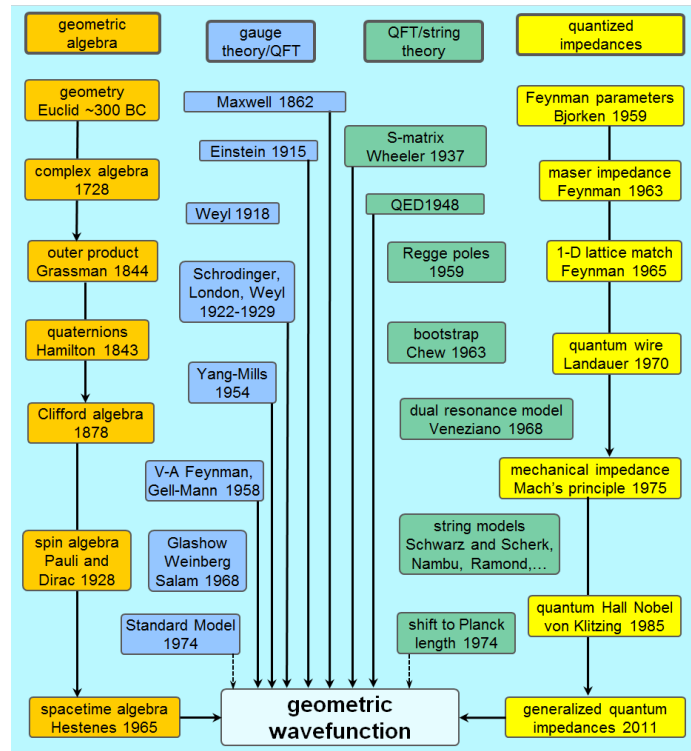 geometric
algebra
gauge
theory/QFT
QFT/string
theory
quantized
impedances
geometry
Euclid ~300 BC
complex algebra
1728
outer product
Grassman 1844
quaternions
Hamilton 1843
Clifford algebra
1878
spin algebra
Pauli and
Dirac 1928
spacetime algebra
Hestenes 1965
Maxwell 1862
Einstein 1915
Weyl 1918
Schrodinger,
London, Weyl
1922-1929
Yang-Mills
1954
V-A Feynman,
Gell-Mann 1958
Glashow
Weinberg
Salam 1968
Standard Model
1974
S-matrix
Wheeler 1937
QED1948
Regge poles
1959
bootstrap
Chew 1963
dual resonance model
Veneziano 1968
string models
Schwarz and Scherk,
Nambu, Ramond,...
shift to Planck
length 1974
Feynman parameters
Bjorken 1959
maser impedance
Feynman 1963
1-D lattice match
Feynman 1965
quantum wire
Landauer 1970
mechanical impedance
Mach's principle 1975
quantum Hall Nobel
von Klitzing 1985
generalized quantum
impedances 2011
geometric
wavefunction